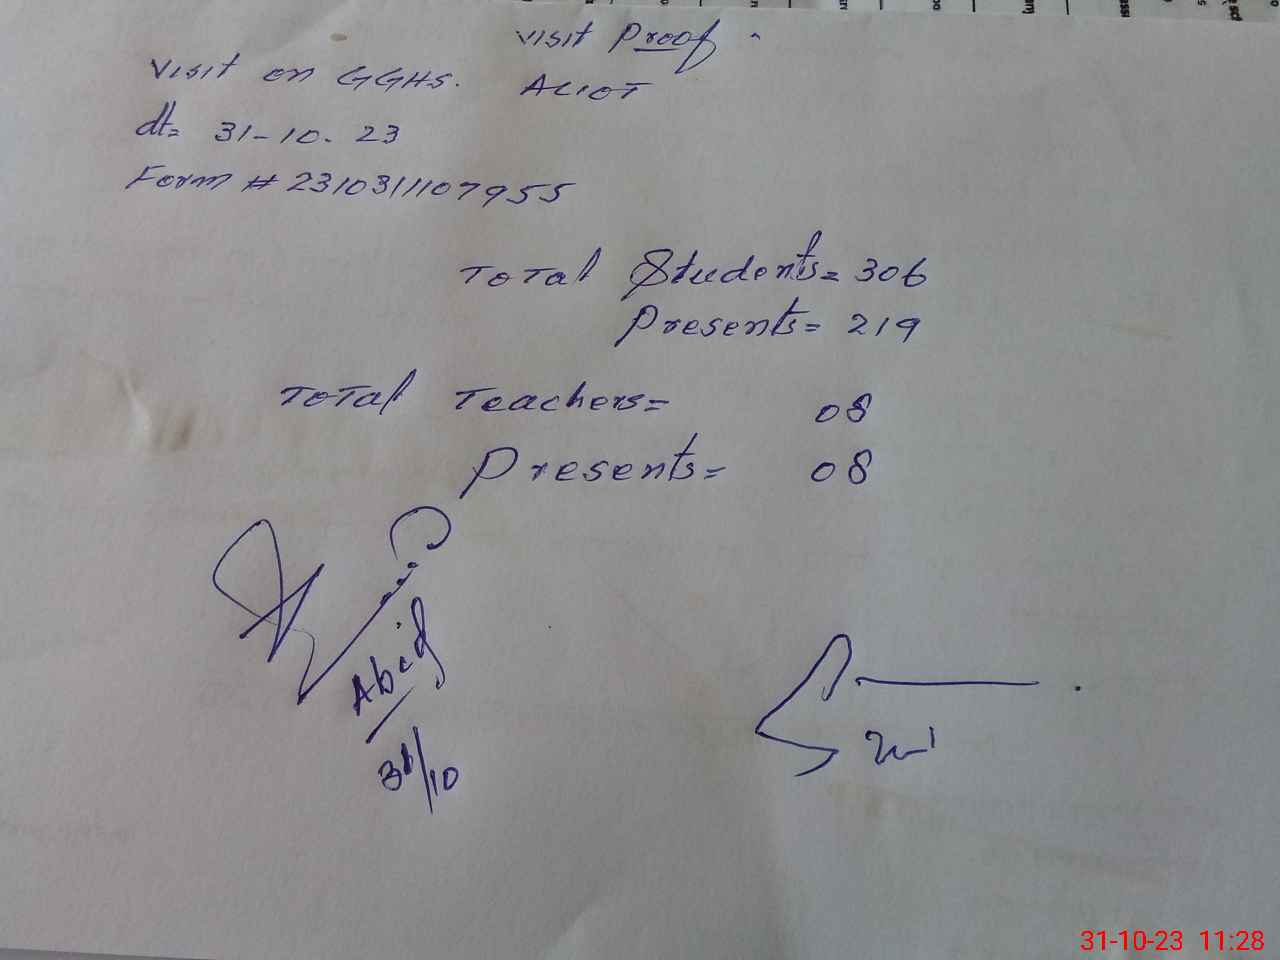 Visit Proof
Visit on GGHS. ALIOT
dt= 31-10-23
Form # 2310311107955
Total Students= 306
Presents= 219
Total Teachers= 08
Presents= 08
Abid
31/10
31-10-23 11:28